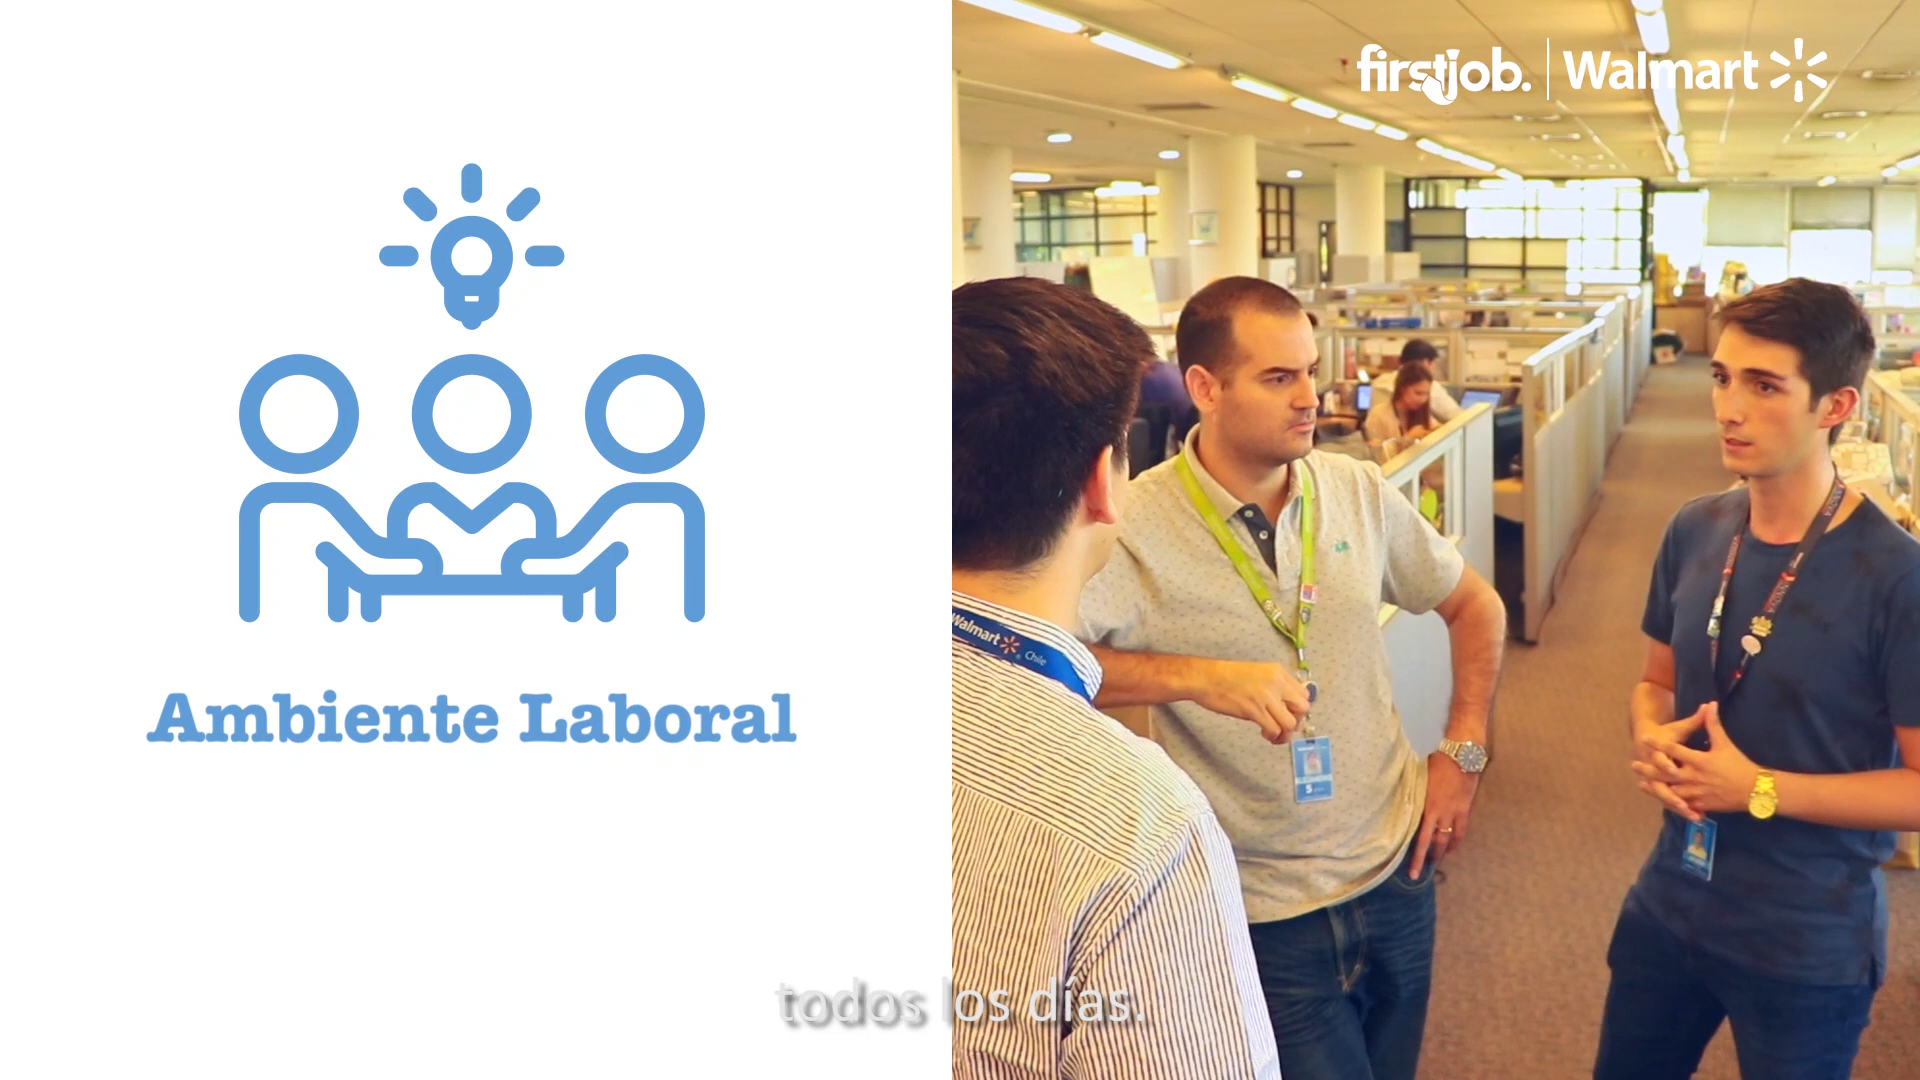 firstjob. | Walmart
Ambiente Laboral
Walmart Chile
todos los días.